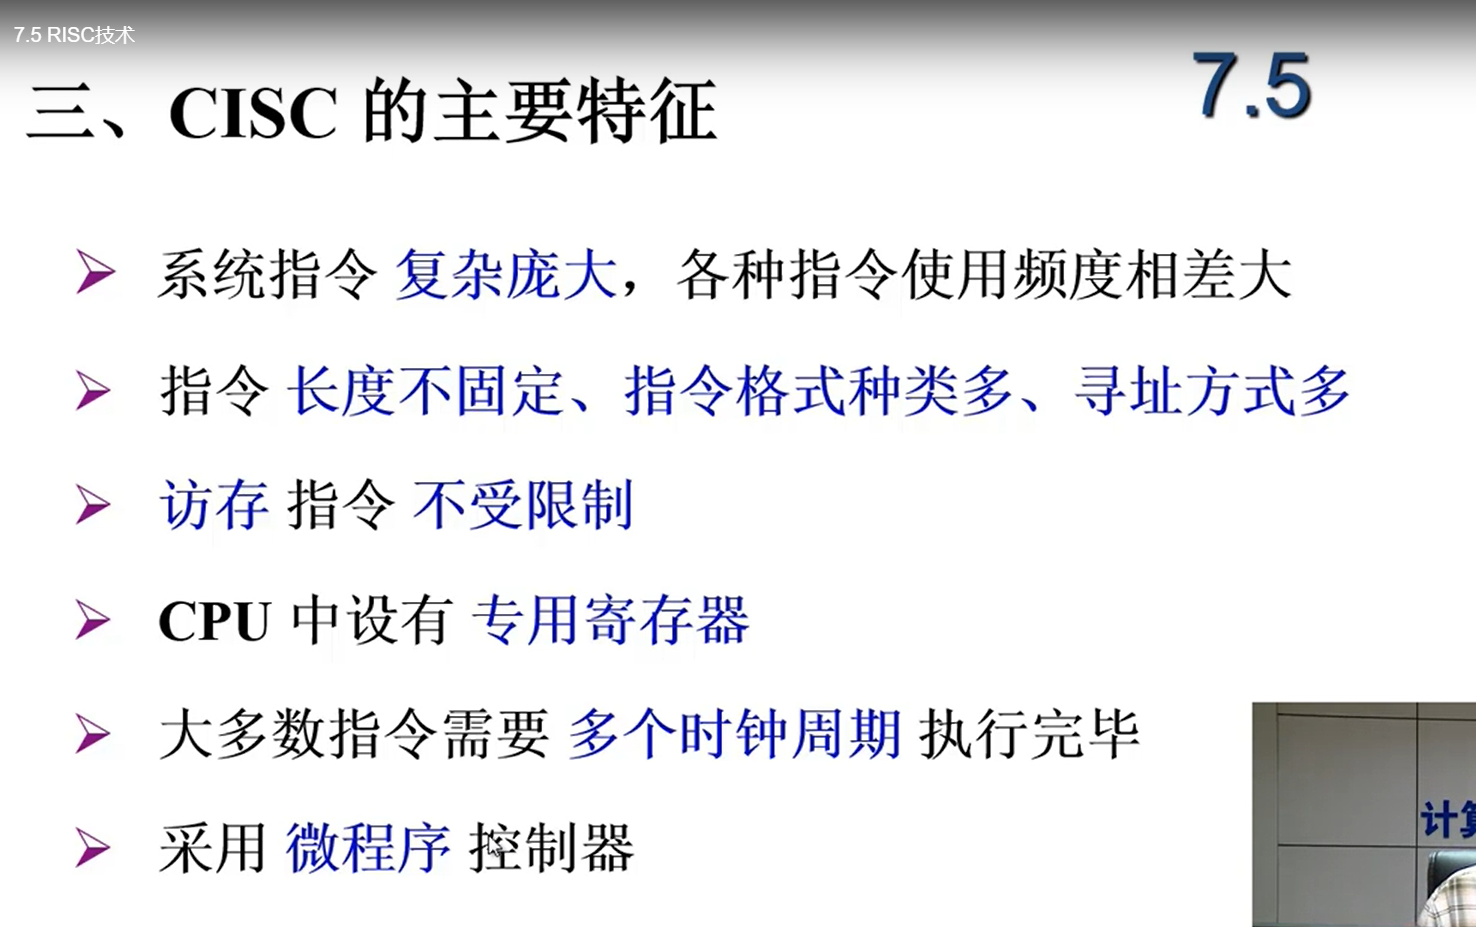 7.5 RISC技术
7.5
三、CISC 的主要特征
系统指令 复杂庞大，各种指令使用频度相差大
指令 长度不固定、指令格式种类多、寻址方式多
访存 指令 不受限制
CPU 中设有 专用寄存器
大多数指令需要 多个时钟周期 执行完毕
采用 微程序 控制器
计算